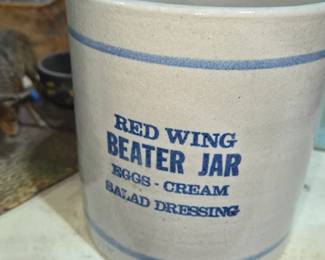 RED WING
BEATER JAR
EGGS - CREAM
SALAD DRESSING